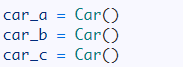 car_a = Car()
car_b = Car()
car_c = Car()